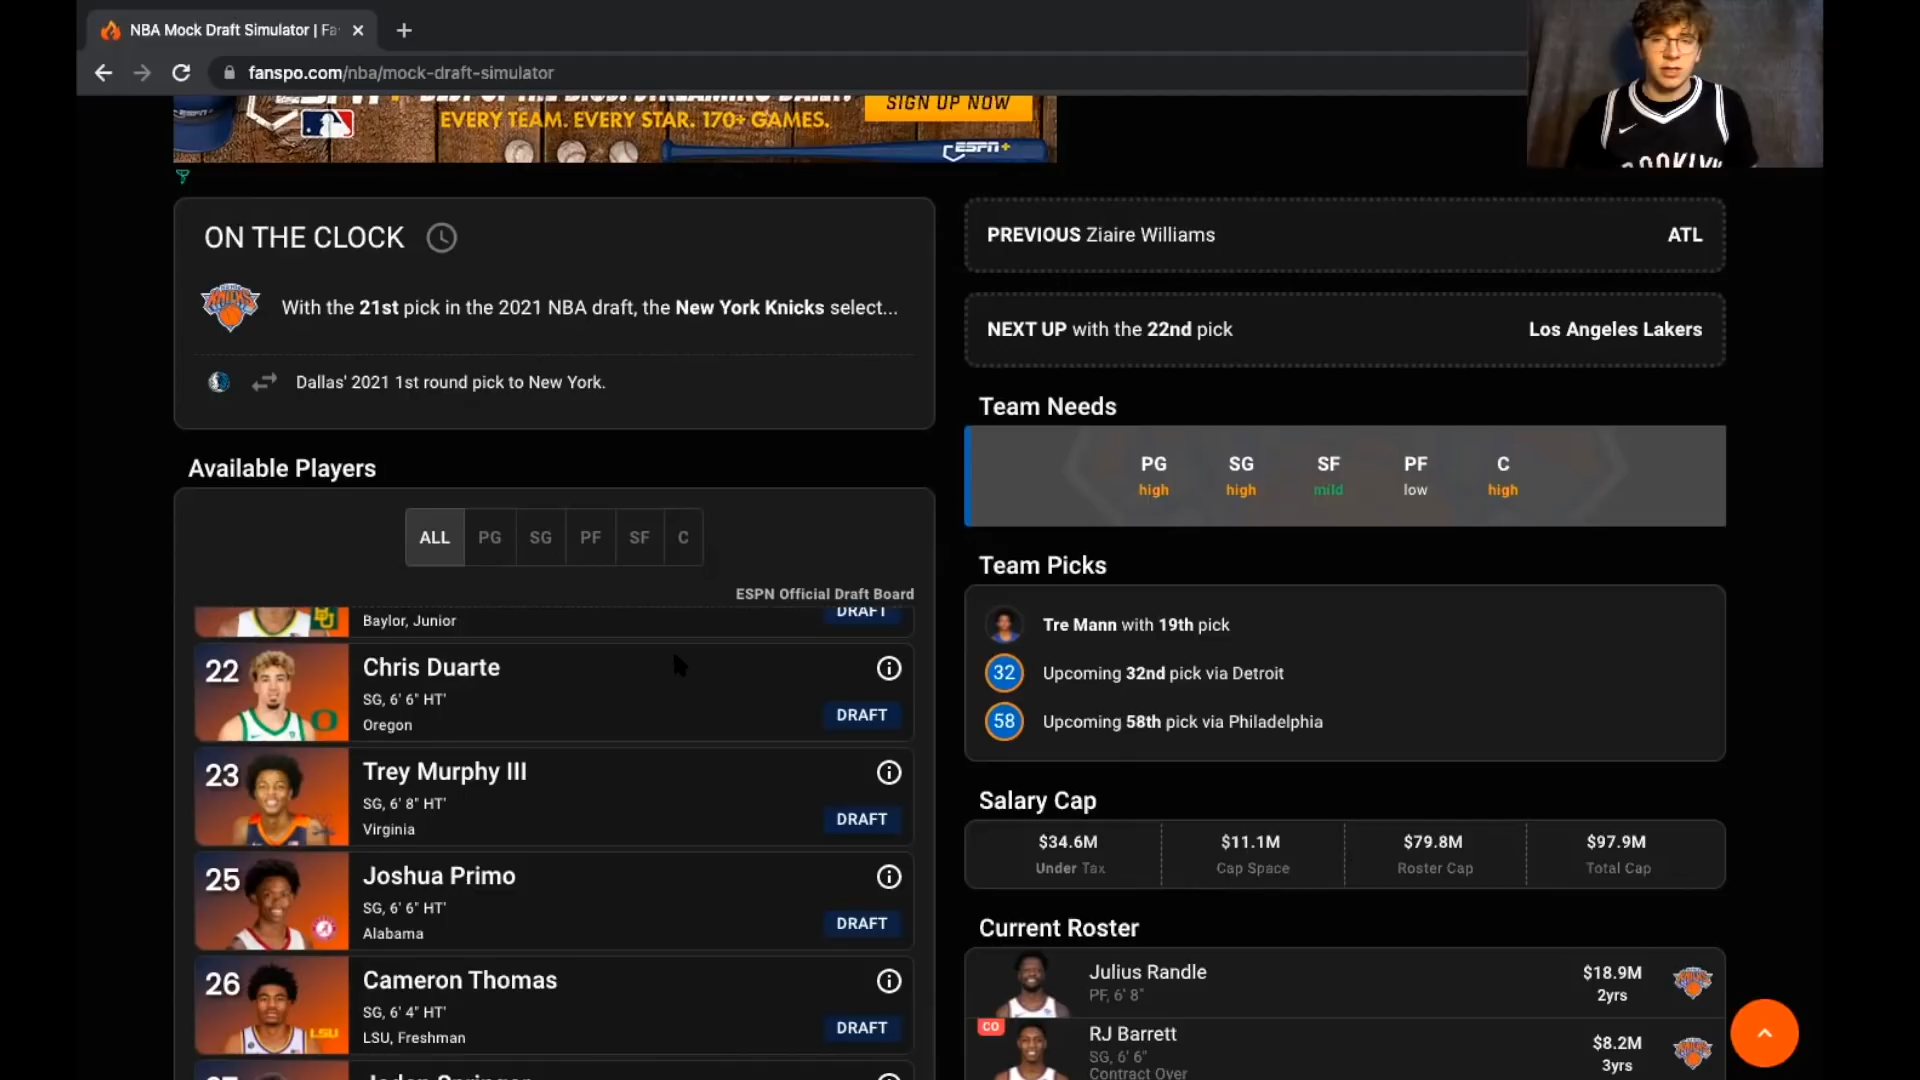 NBA Mock Draft Simulator | Fa
fanspo.com/nba/mock-draft-simulator
SIGN UP NOW
EVERY TEAM. EVERY STAR. 170+ GAMES.
ESPN+
BROOKLYN
ON THE CLOCK
With the 21st pick in the 2021 NBA draft, the New York Knicks select...
Dallas' 2021 1st round pick to New York.
PREVIOUS Ziaire Williams ATL
NEXT UP with the 22nd pick Los Angeles Lakers
Team Needs
PG SG SF PF C
high high mild low high
Available Players
ALL PG SG PF SF C
ESPN Official Draft Board
Baylor, Junior
DRAFT
22 Chris Duarte
SG, 6' 6" HT'
Oregon
DRAFT
23 Trey Murphy III
SG, 6' 8" HT'
Virginia
DRAFT
25 Joshua Primo
SG, 6' 6" HT'
Alabama
DRAFT
26 Cameron Thomas
SG, 6' 4" HT'
LSU, Freshman
DRAFT
LSU
Team Picks
Tre Mann with 19th pick
32 Upcoming 32nd pick via Detroit
58 Upcoming 58th pick via Philadelphia
Salary Cap
$34.6M $11.1M $79.8M $97.9M
Under Tax Cap Space Roster Cap Total Cap
Current Roster
Julius Randle
PF, 6' 8"
$18.9M
2yrs
CO
RJ Barrett
SG, 6' 6"
Contract Over
$8.2M
3yrs